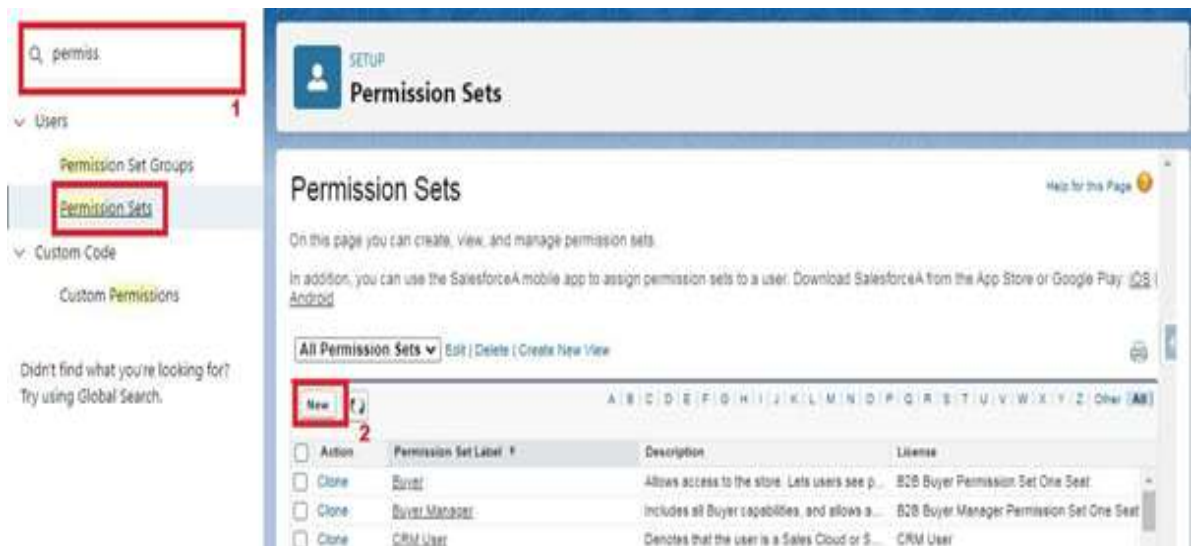 permiss
1
Users
Permission Set Groups
Permission Sets
Custom Code
Custom Permissions
Didn't find what you're looking for?
Try using Global Search.
SETUP
Permission Sets
Permission Sets
Help for this Page
On this page you can create, view, and manage permission sets.
In addition, you can use the SalesforceA mobile app to assign permission sets to a user. Download SalesforceA from the App Store or Google Play: iOS |
Android
All Permission Sets Edit | Delete | Create New View
New
2
A | B | C | D | E | F | G | H | I | J | K | L | M | N | O | P | Q | R | S | T | U | V | W | X | Y | Z | Other | All
Action Permission Set Label Description License
Clone Buyer Allows access to the store. Lets users see p... B2B Buyer Permission Set One Seat
Clone Buyer Manager Includes all Buyer capabilities, and allows a... B2B Buyer Manager Permission Set One Seat
Clone CRM User Denotes that the user is a Sales Cloud or S... CRM User